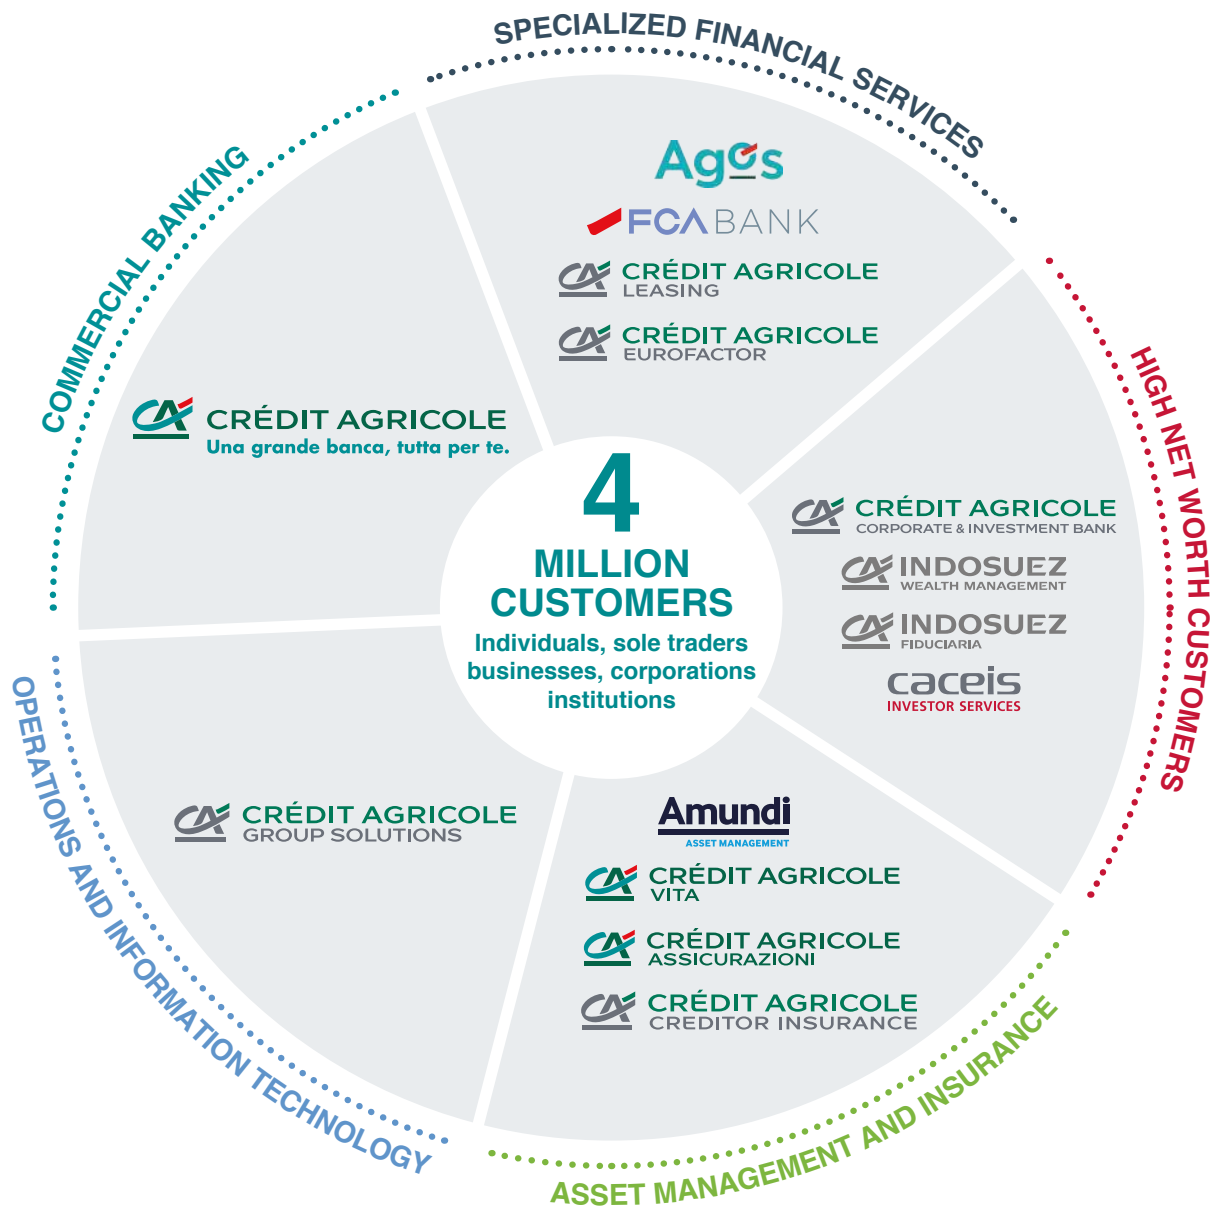 SPECIALIZED FINANCIAL SERVICES
Agos
FCA BANK
CRÉDIT AGRICOLE
LEASING
CRÉDIT AGRICOLE
EUROFACTOR
COMMERCIAL BANKING
CRÉDIT AGRICOLE
Una grande banca, tutta per te.
4
MILLION
CUSTOMERS
Individuals, sole traders
businesses, corporations
institutions
HIGH NET WORTH CUSTOMERS
CRÉDIT AGRICOLE
CORPORATE & INVESTMENT BANK
INDOSUEZ
WEALTH MANAGEMENT
INDOSUEZ
FIDUCIARIA
caceis
INVESTOR SERVICES
OPERATIONS AND INFORMATION TECHNOLOGY
CRÉDIT AGRICOLE
GROUP SOLUTIONS
Amundi
ASSET MANAGEMENT
CRÉDIT AGRICOLE
VITA
CRÉDIT AGRICOLE
ASSICURAZIONI
CRÉDIT AGRICOLE
CREDITOR INSURANCE
ASSET MANAGEMENT AND INSURANCE